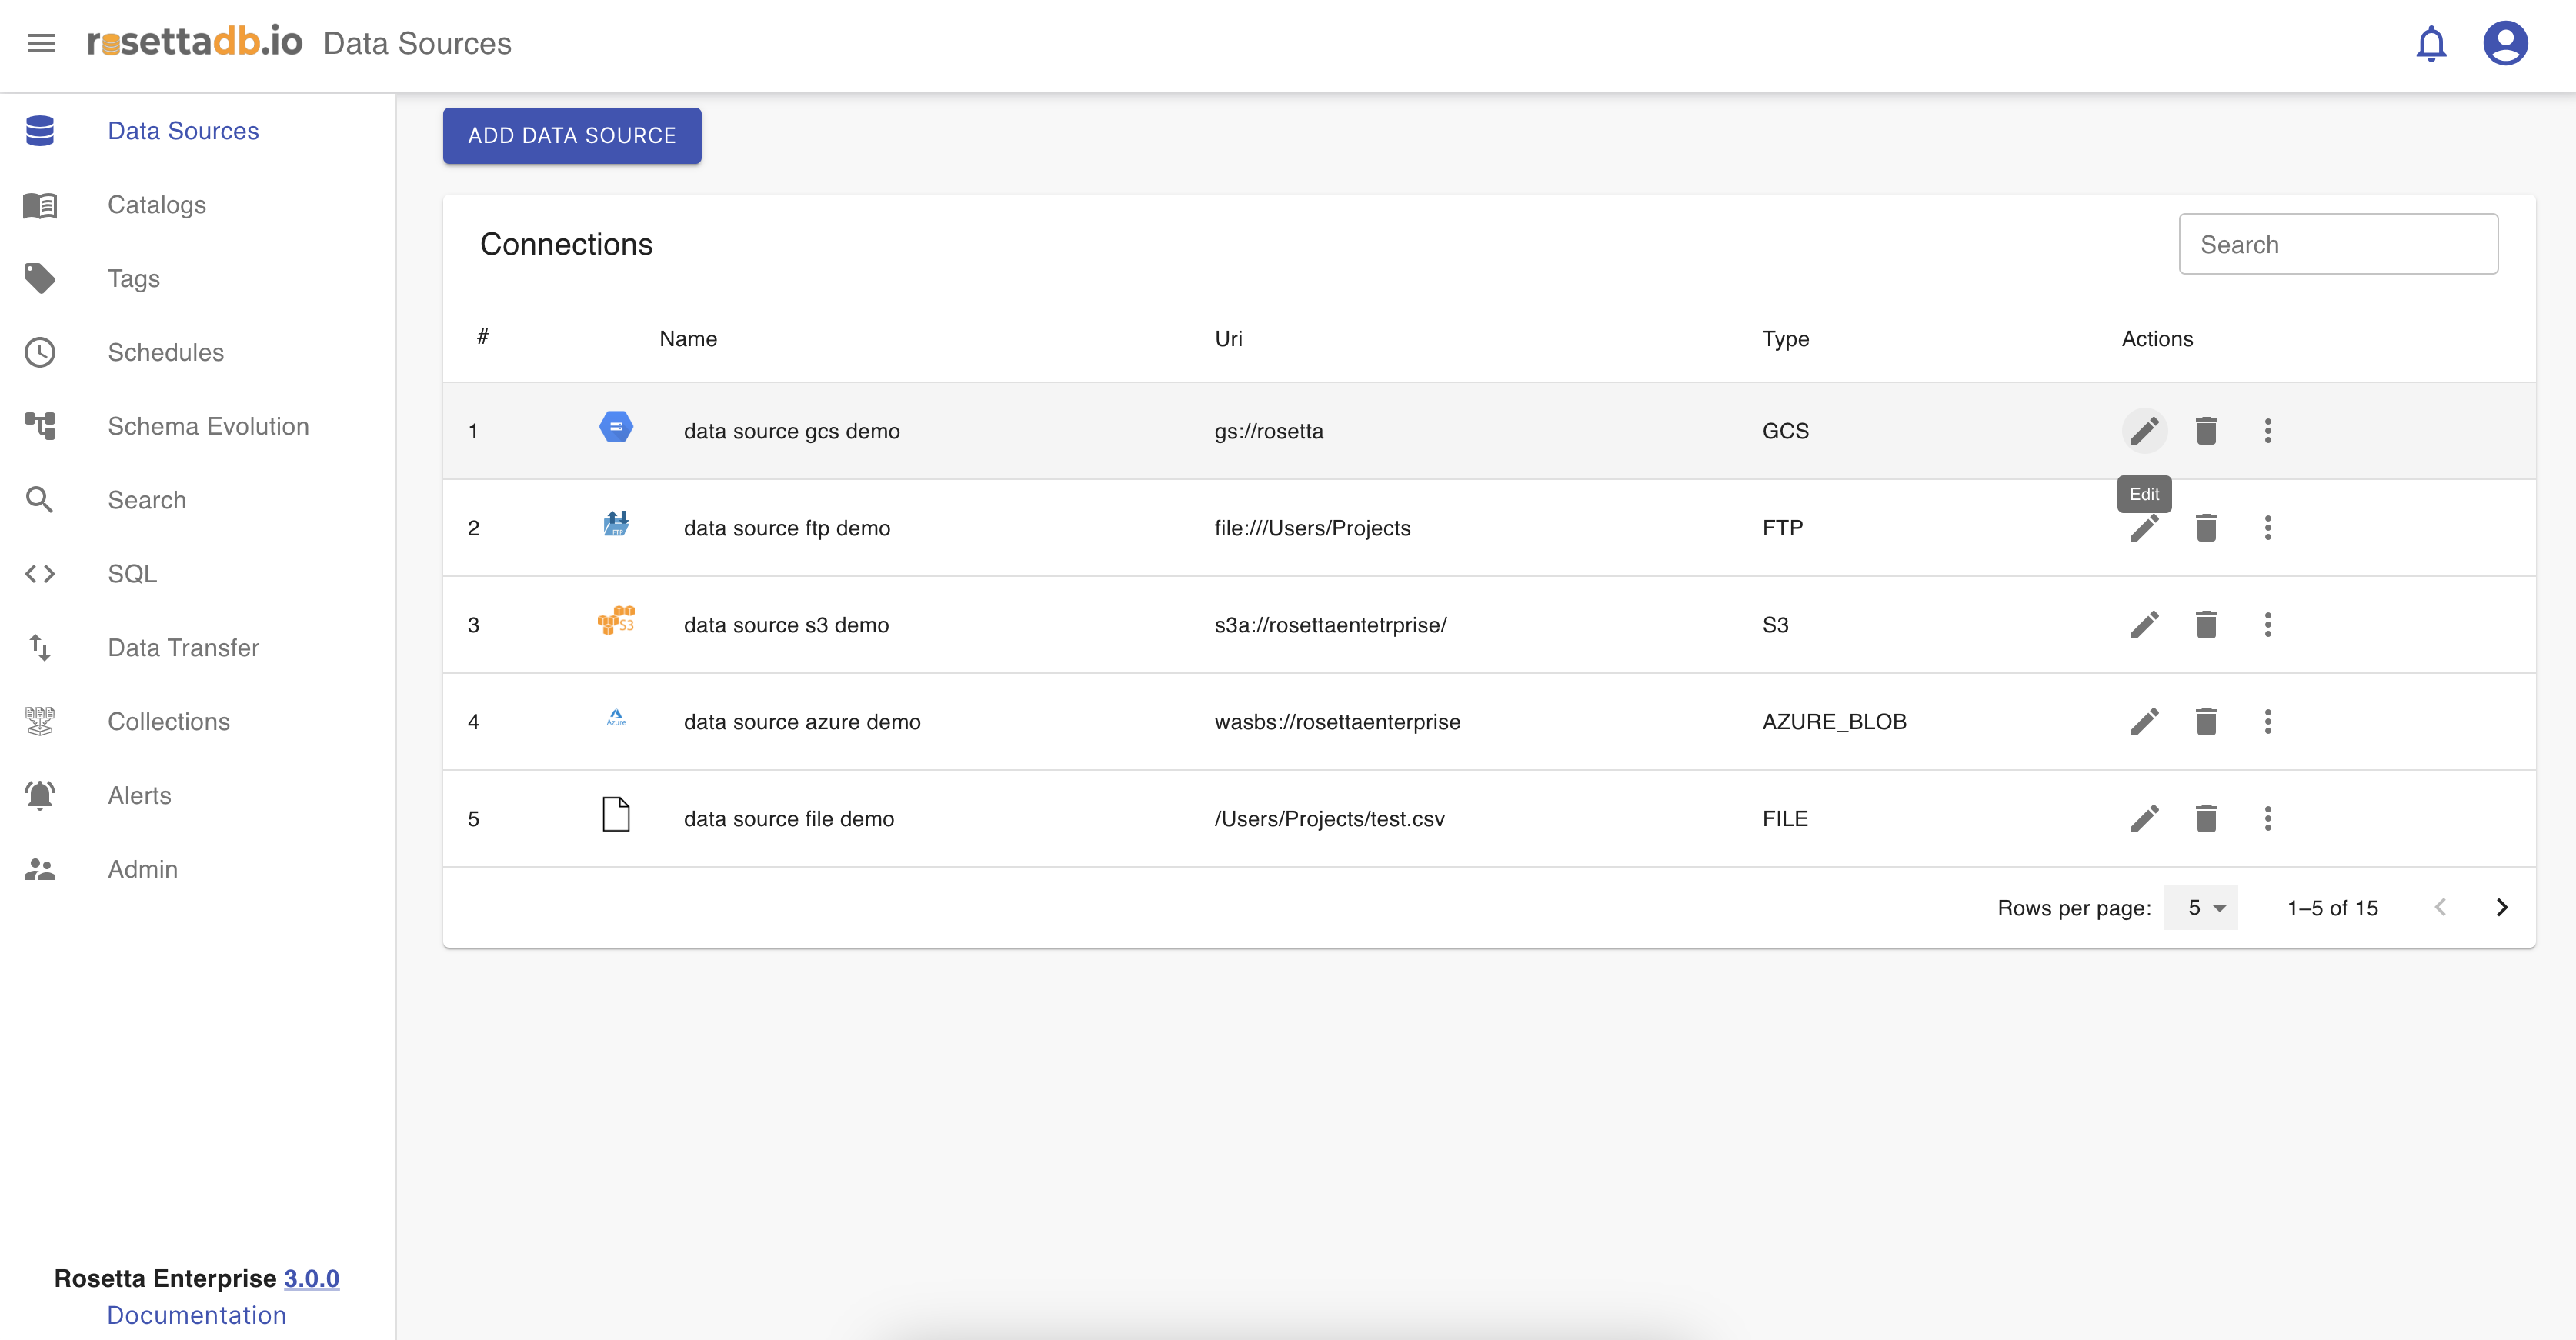 rosettadb.io Data Sources
Data Sources
Catalogs
Tags
Schedules
Schema Evolution
Search
SQL
Data Transfer
Collections
Alerts
Admin
Rosetta Enterprise 3.0.0
Documentation
ADD DATA SOURCE
Connections
Search
# Name Uri Type Actions
1 data source gcs demo gs://rosetta GCS
Edit
2 FTP data source ftp demo file:///Users/Projects FTP
3 S3 data source s3 demo s3a://rosettaentetrprise/ S3
4 Azure data source azure demo wasbs://rosettaenterprise AZURE_BLOB
5 data source file demo /Users/Projects/test.csv FILE
Rows per page: 5 1–5 of 15